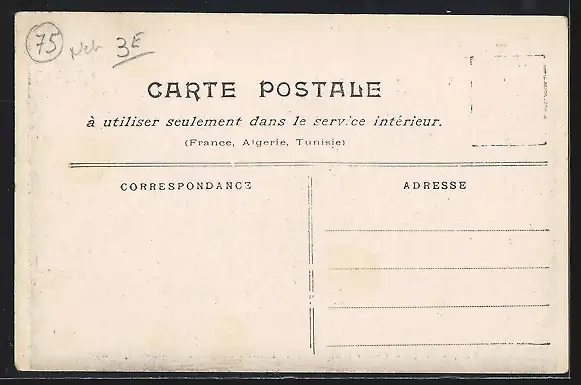 75 3E
CARTE POSTALE
à utiliser seulement dans le service intérieur.
(France, Algerie, Tunisie)
CORRESPONDANCE
ADRESSE